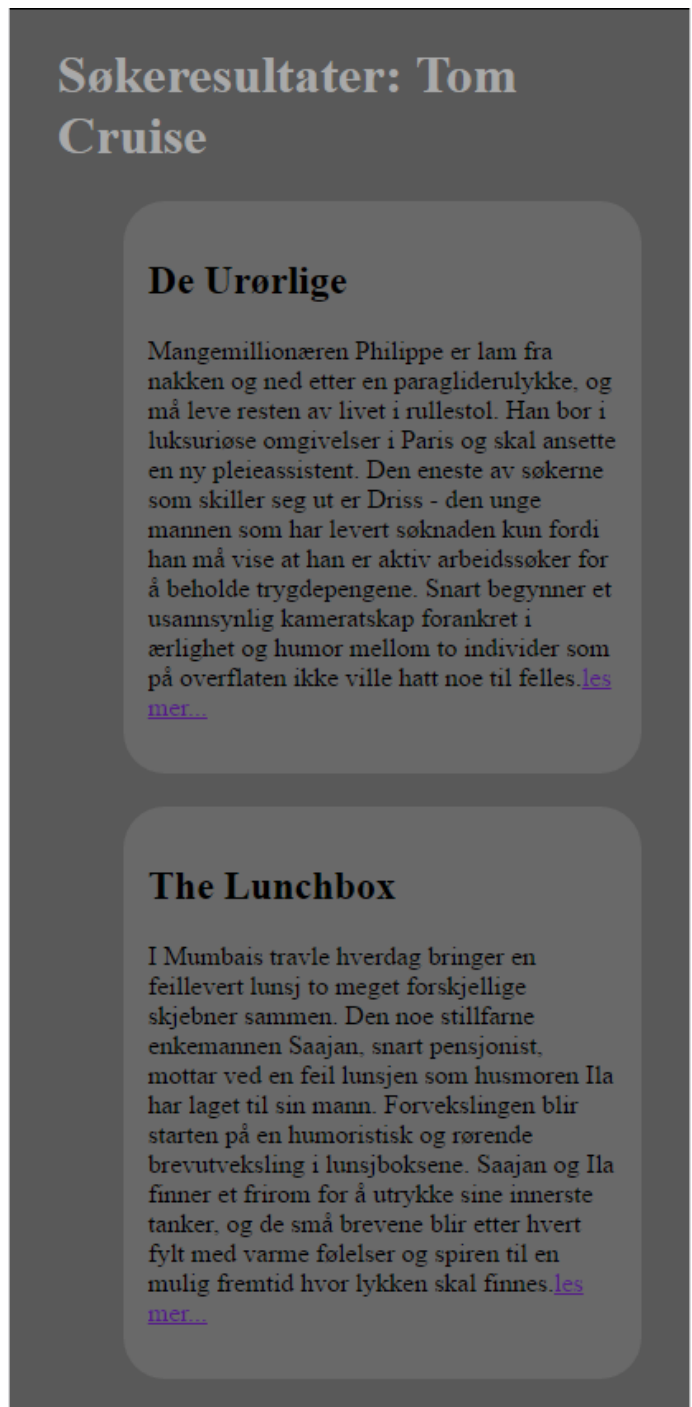 Søkeresultater: Tom
Cruise
De Urørlige
Mangemillionæren Philippe er lam fra
nakken og ned etter en paragliderulykke, og
må leve resten av livet i rullestol. Han bor i
luksuriøse omgivelser i Paris og skal ansette
en ny pleieassistent. Den eneste av søkerne
som skiller seg ut er Driss - den unge
mannen som har levert søknaden kun fordi
han må vise at han er aktiv arbeidssøker for
å beholde trygdepengene. Snart begynner et
usannsynlig kameratskap forankret i
ærlighet og humor mellom to individer som
på overflaten ikke ville hatt noe til felles.les
mer...
The Lunchbox
I Mumbais travle hverdag bringer en
feillevert lunsj to meget forskjellige
skjebner sammen. Den noe stillfarne
enkemannen Saajan, snart pensjonist,
mottar ved en feil lunsjen som husmoren Ila
har laget til sin mann. Forvekslingen blir
starten på en humoristisk og rørende
brevutveksling i lunsjboksene. Saajan og Ila
finner et frirom for å utrykke sine innerste
tanker, og de små brevene blir etter hvert
fylt med varme følelser og spiren til en
mulig fremtid hvor lykken skal finnes.les
mer...